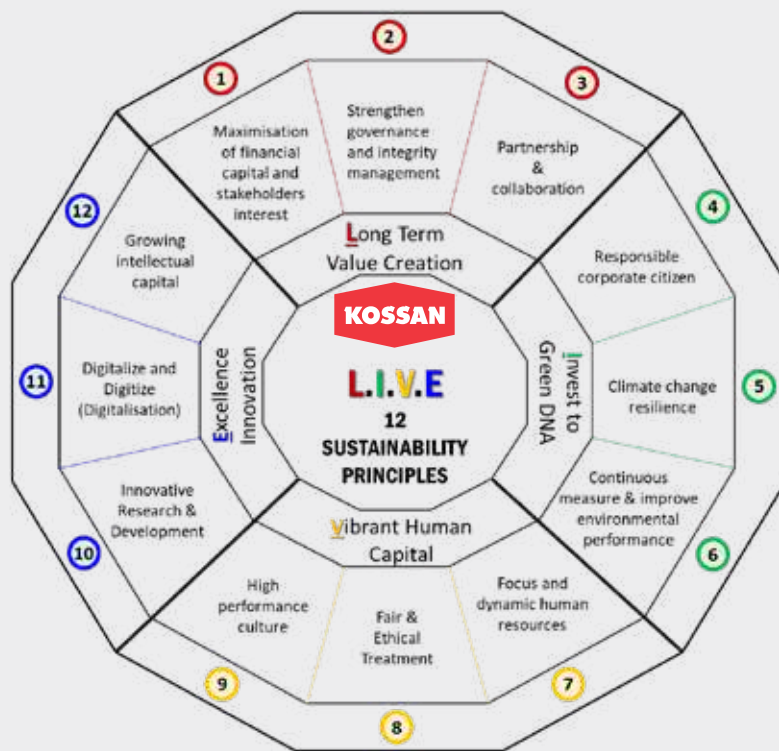 KOSSAN
L.I.V.E
12
SUSTAINABILITY
PRINCIPLES
Long Term
Value Creation
1
Maximisation
of financial
capital and
stakeholders
interest
2
Strengthen
governance
and integrity
management
3
Partnership
&
collaboration
Invest to
Green DNA
4
Responsible
corporate citizen
5
Climate change
resilience
6
Continuous
measure & improve
environmental
performance
Vibrant Human
Capital
7
Focus and
dynamic human
resources
8
Fair &
Ethical
Treatment
9
High
performance
culture
Excellence
Innovation
10
Innovative
Research &
Development
11
Digitalize and
Digitize
(Digitalisation)
12
Growing
intellectual
capital